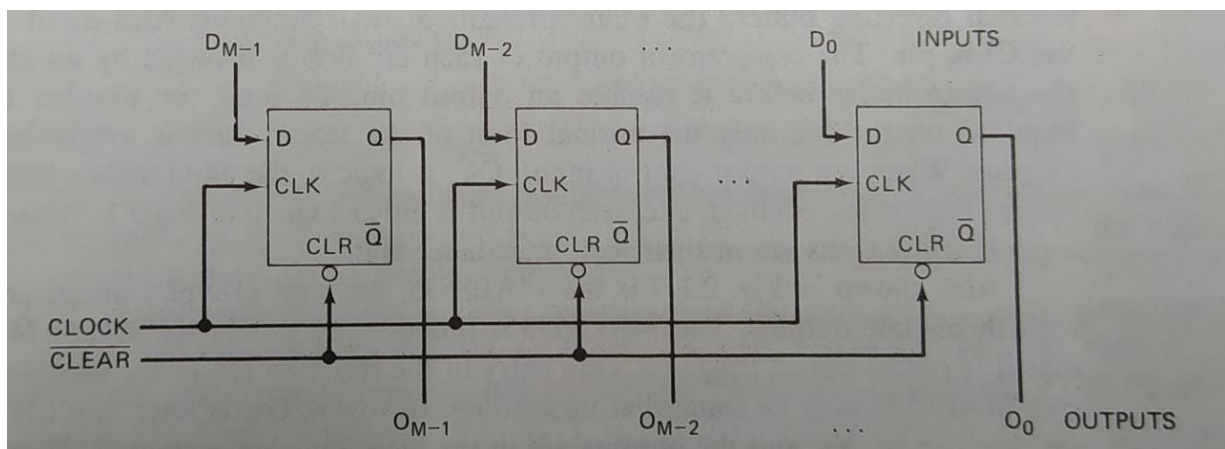 D_{M-1} D_{M-2} ... D_0 INPUTS
D Q D Q D Q
CLK CLK ... CLK
CLR Q̅ CLR Q̅ CLR Q̅
CLOCK
C̅L̅E̅A̅R̅
O_{M-1} O_{M-2} ... O_0 OUTPUTS